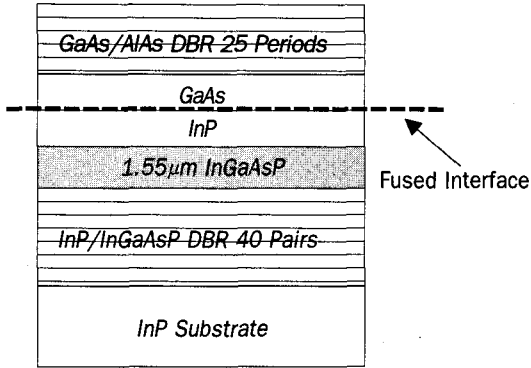 GaAs/AlAs DBR 25 Periods
GaAs
InP
1.55μm InGaAsP
Fused Interface
InP/InGaAsP DBR 40 Pairs
InP Substrate